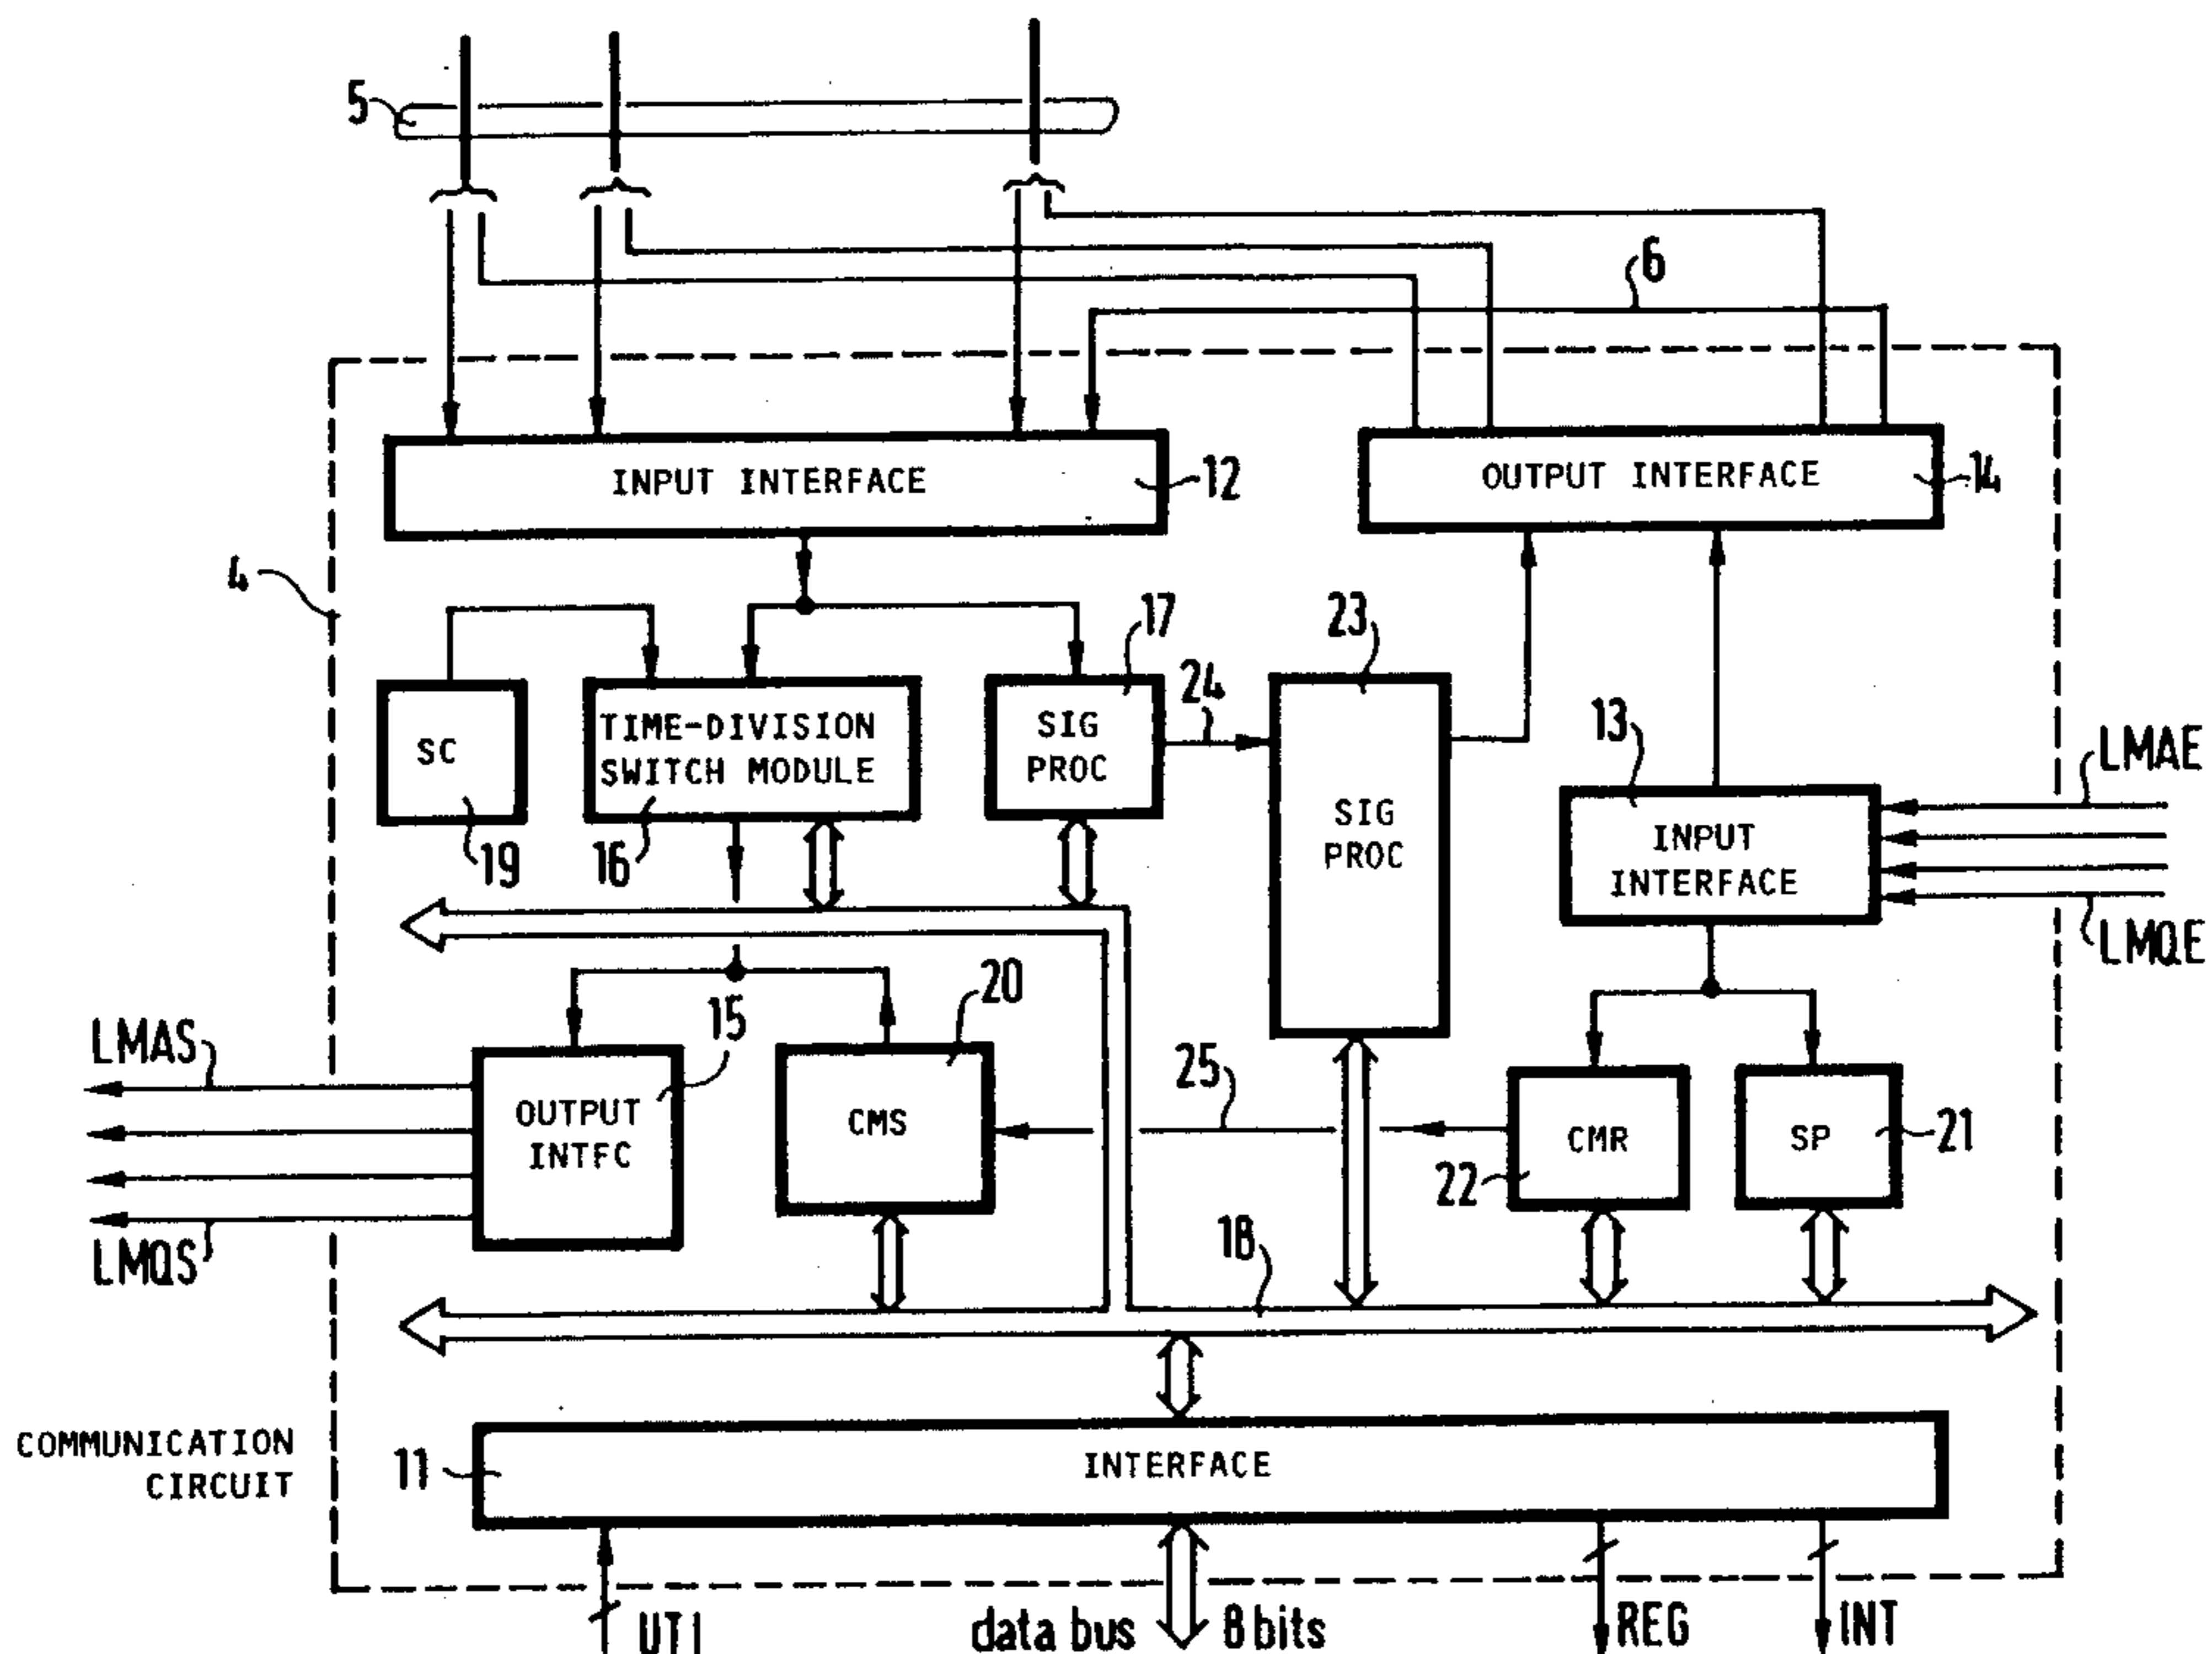 5
6
INPUT INTERFACE
12
OUTPUT INTERFACE
14
4
17
23
24
SC
TIME-DIVISION
SWITCH MODULE
SIG
PROC
13
LMAE
19
16
SIG
PROC
INPUT
INTERFACE
LMQE
20
15
LMAS
OUTPUT
INTFC
CMS
25
CMR
SP
21
22
LMQS
18
COMMUNICATION
CIRCUIT
11
INTERFACE
UTI
data bus
8 bits
REG
INT